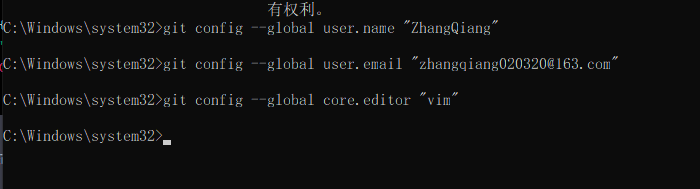 有权利。
C:\Windows\system32>git config --global user.name "ZhangQiang"
C:\Windows\system32>git config --global user.email "zhangqiang020320@163.com"
C:\Windows\system32>git config --global core.editor "vim"
C:\Windows\system32>